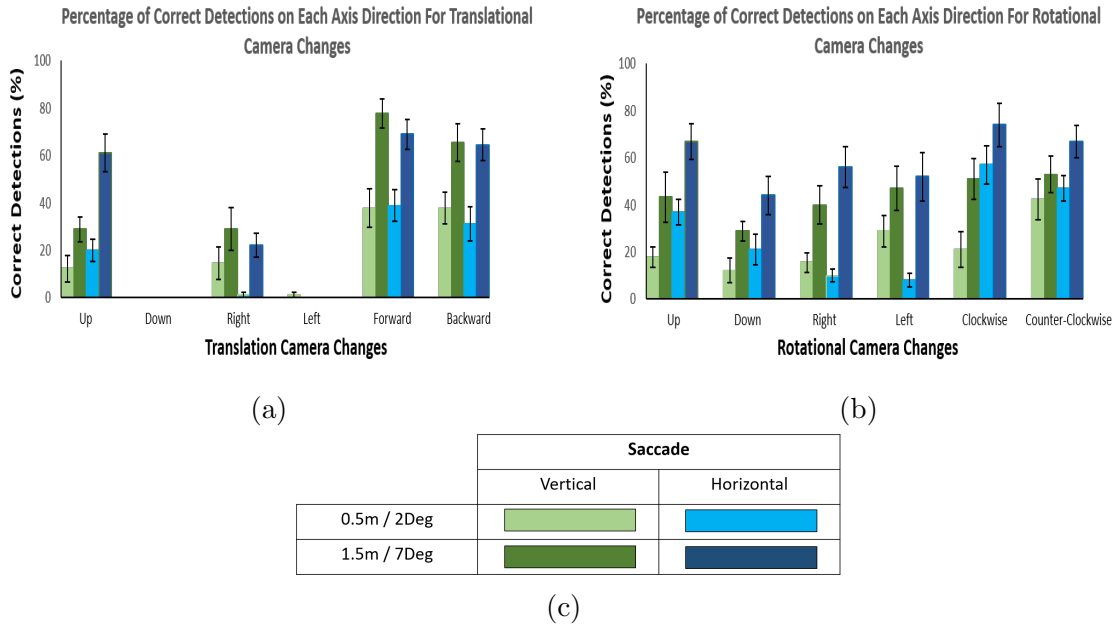 Percentage of Correct Detections on Each Axis Direction For Translational
Camera Changes
Correct Detections (%)
100
80
60
40
20
0
Up Down Right Left Forward Backward
Translation Camera Changes
(a)
Percentage of Correct Detections on Each Axis Direction For Rotational
Camera Changes
Correct Detections (%)
100
80
60
40
20
0
Up Down Right Left Clockwise Counter-Clockwise
Rotational Camera Changes
(b)
Saccade
Vertical Horizontal
0.5m / 2Deg
1.5m / 7Deg
(c)